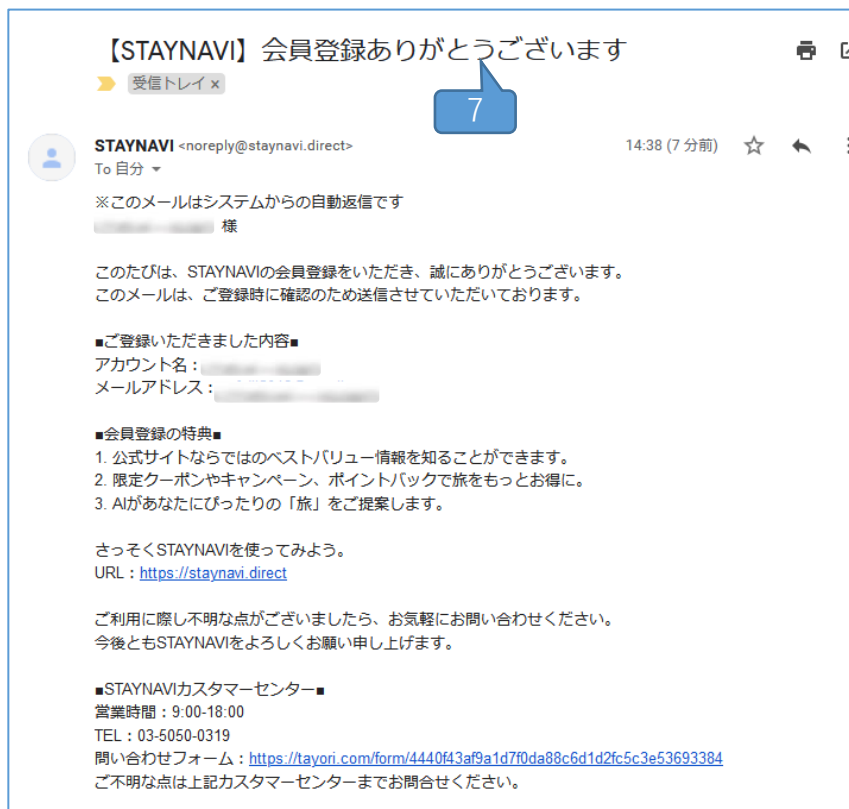 【STAYNAVI】会員登録ありがとうございます
受信トレイ ×
7
STAYNAVI <noreply@staynavi.direct>
14:38 (7 分前)
To 自分
※このメールはシステムからの自動返信です
様
このたびは、STAYNAVIの会員登録をいただき、誠にありがとうございます。
このメールは、ご登録時に確認のため送信させていただいております。
■ご登録いただきました内容■
アカウント名：
メールアドレス：
■会員登録の特典■
1. 公式サイトならではのベストバリュー情報を知ることができます。
2. 限定クーポンやキャンペーン、ポイントバックで旅をもっとお得に。
3. AIがあなたにぴったりの「旅」をご提案します。
さっそくSTAYNAVIを使ってみよう。
URL：https://staynavi.direct
ご利用に際し不明な点がございましたら、お気軽にお問い合わせください。
今後ともSTAYNAVIをよろしくお願い申し上げます。
■STAYNAVIカスタマーセンター■
営業時間：9:00-18:00
TEL：03-5050-0319
問い合わせフォーム：https://tayori.com/form/4440f43af9a1d7f0da88c6d1d2fc5c3e53693384
ご不明な点は上記カスタマーセンターまでお問合せください。